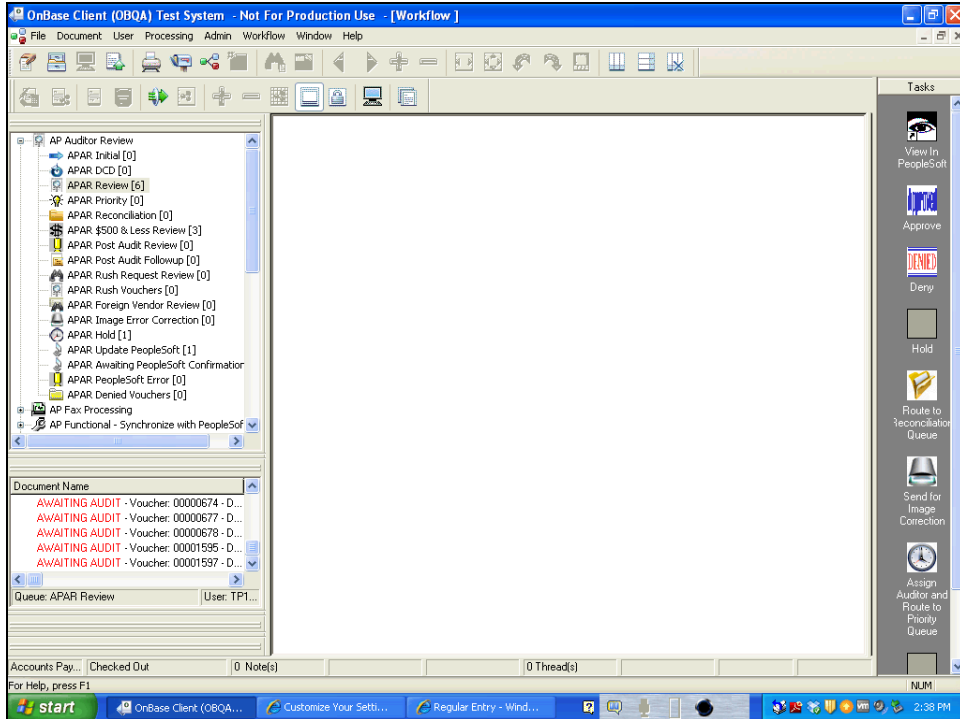 OnBase Client (OBQA) Test System - Not For Production Use - [Workflow ]
File Document User Processing Admin Workflow Window Help
Tasks
AP Auditor Review
APAR Initial [0]
APAR DCD [0]
APAR Review [6]
APAR Priority [0]
APAR Reconciliation [0]
APAR $500 & Less Review [3]
APAR Post Audit Review [0]
APAR Post Audit Followup [0]
APAR Rush Request Review [0]
APAR Rush Vouchers [0]
APAR Foreign Vendor Review [0]
APAR Image Error Correction [0]
APAR Hold [1]
APAR Update PeopleSoft [1]
APAR Awaiting PeopleSoft Confirmation
APAR PeopleSoft Error [0]
APAR Denied Vouchers [0]
AP Fax Processing
AP Functional - Synchronize with PeopleSof
Document Name
AWAITING AUDIT - Voucher: 00000674 - D...
AWAITING AUDIT - Voucher: 00000677 - D...
AWAITING AUDIT - Voucher: 00000678 - D...
AWAITING AUDIT - Voucher: 00001595 - D...
AWAITING AUDIT - Voucher: 00001597 - D...
Queue: APAR Review
User: TP1...
View In
PeopleSoft
Approved
Approve
DENIED
Deny
Hold
Route to
Reconciliation
Queue
Send for
Image
Correction
Assign
Auditor and
Route to
Priority
Queue
Accounts Pay... Checked Out 0 Note(s) 0 Thread(s)
For Help, press F1
NUM
start
OnBase Client (OBQA...
Customize Your Setti...
Regular Entry - Wind...
2:38 PM